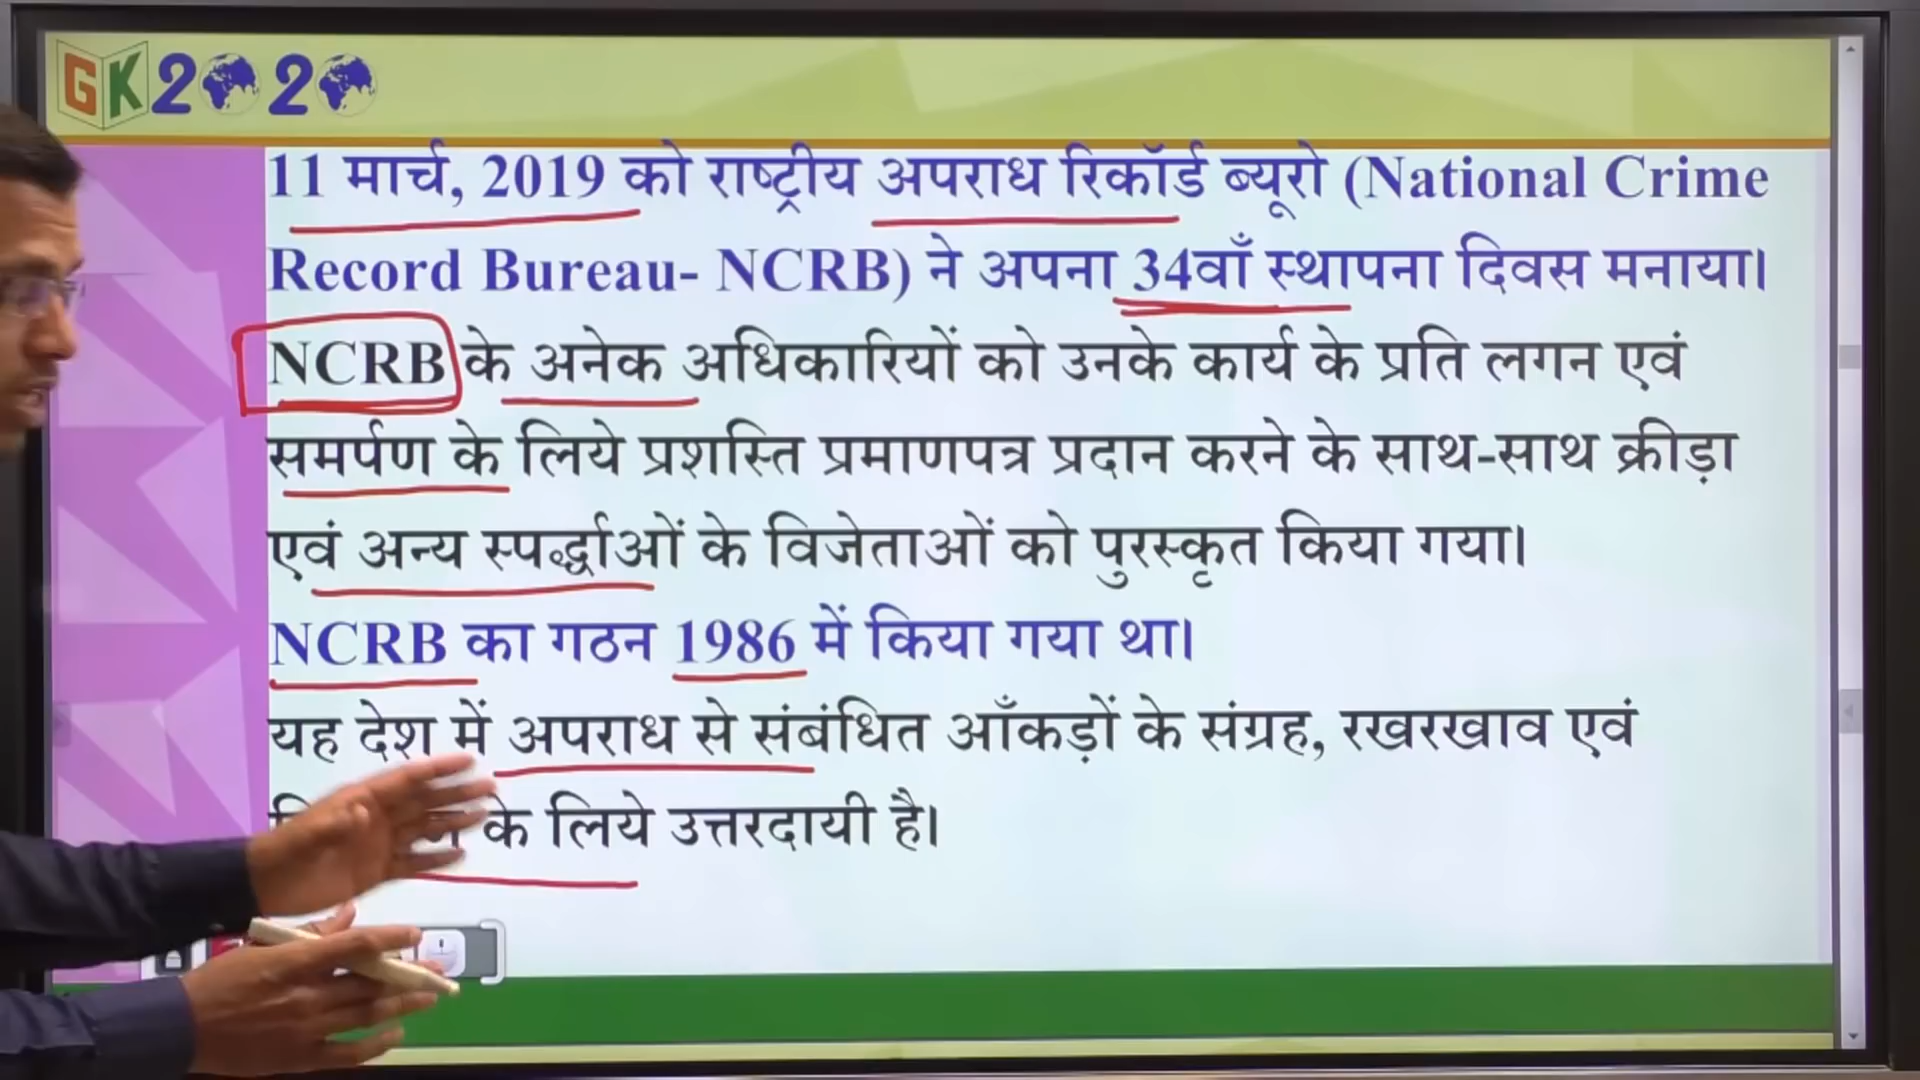 GK2020
11 मार्च, 2019 को राष्ट्रीय अपराध रिकॉर्ड ब्यूरो (National Crime
Record Bureau- NCRB) ने अपना 34वाँ स्थापना दिवस मनाया।
NCRB के अनेक अधिकारियों को उनके कार्य के प्रति लगन एवं
समर्पण के लिये प्रशस्ति प्रमाणपत्र प्रदान करने के साथ-साथ क्रीड़ा
एवं अन्य स्पर्द्धाओं के विजेताओं को पुरस्कृत किया गया।
NCRB का गठन 1986 में किया गया था।
यह देश में अपराध से संबंधित आँकड़ों के संग्रह, रखरखाव एवं
के लिये उत्तरदायी है।